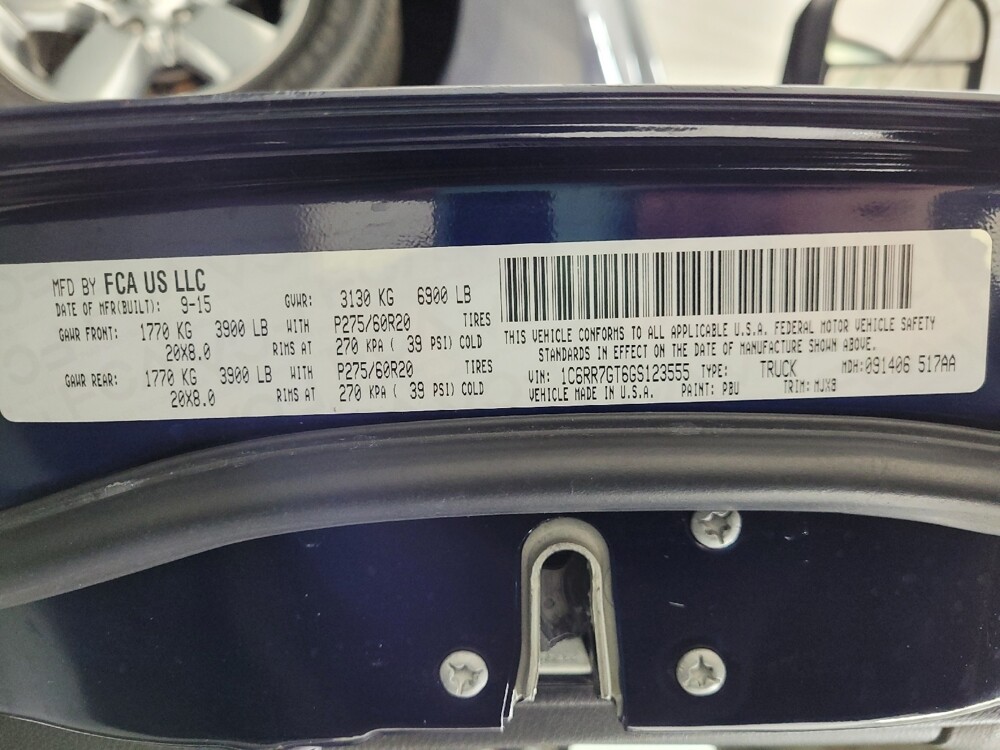 MFD BY FCA US LLC
DATE OF MFR(BUILT): 9-15
GVWR: 3130 KG 6900 LB
GAWR FRONT: 1770 KG 3900 LB WITH P275/60R20 TIRES
20X8.0 RIMS AT 270 KPA ( 39 PSI) COLD
GAWR REAR: 1770 KG 3900 LB WITH P275/60R20 TIRES
20X8.0 RIMS AT 270 KPA ( 39 PSI) COLD
THIS VEHICLE CONFORMS TO ALL APPLICABLE U.S.A. FEDERAL MOTOR VEHICLE SAFETY
STANDARDS IN EFFECT ON THE DATE OF MANUFACTURE SHOWN ABOVE.
VIN: 1C6RR7GT6GS123555 TYPE: TRUCK MDH:091406 517AA
VEHICLE MADE IN U.S.A. PAINT: PBU TRIM: MJX8